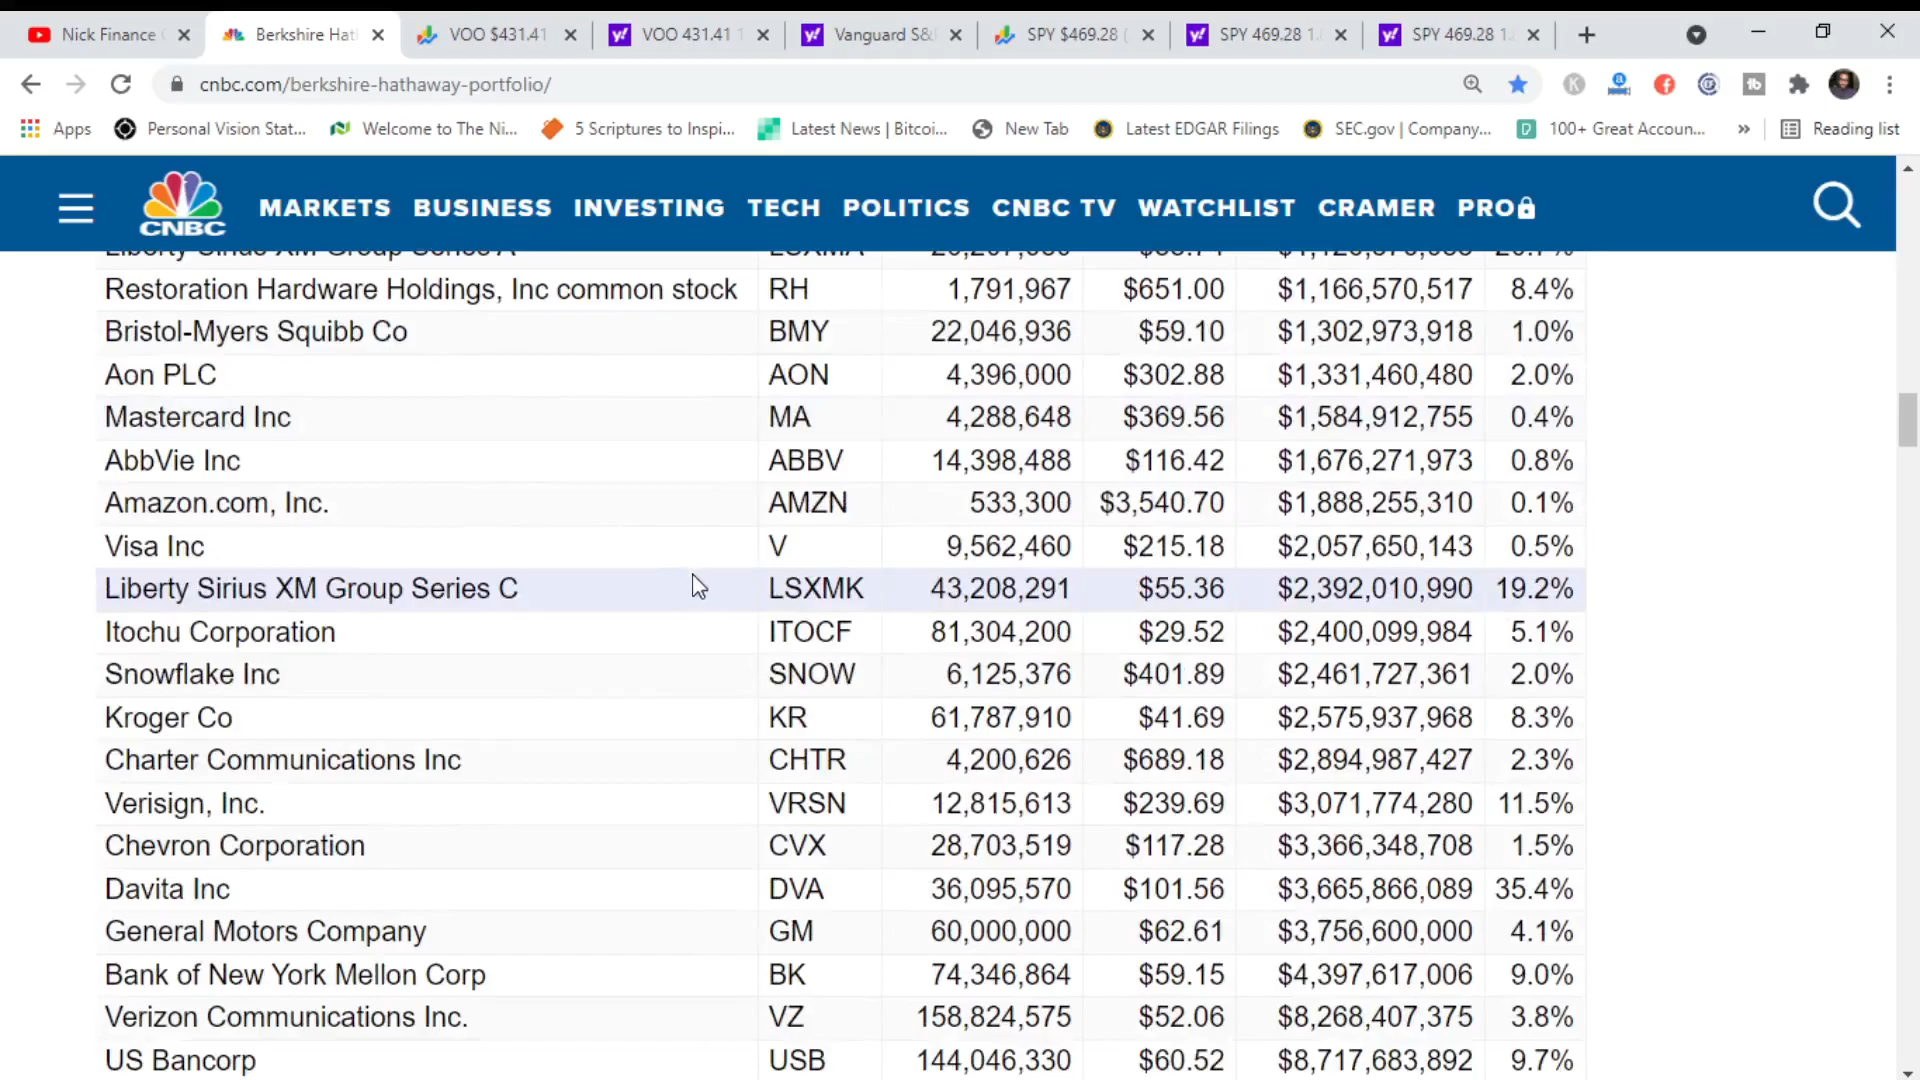 Nick Finance
Berkshire Hat
VOO $431.41
VOO 431.41 1
Vanguard S&
SPY $469.28 (
SPY 469.28 1.
SPY 469.28 1.
cnbc.com/berkshire-hathaway-portfolio/
Apps
Personal Vision Stat...
Welcome to The Ni...
5 Scriptures to Inspi...
Latest News | Bitcoi...
New Tab
Latest EDGAR Filings
SEC.gov | Company...
100+ Great Accoun...
»
Reading list
CNBC
MARKETS BUSINESS INVESTING TECH POLITICS CNBC TV WATCHLIST CRAMER PRO
Liberty Sirius XM Group Series A LSXMA
Restoration Hardware Holdings, Inc common stock RH 1,791,967 $651.00 $1,166,570,517 8.4%
Bristol-Myers Squibb Co BMY 22,046,936 $59.10 $1,302,973,918 1.0%
Aon PLC AON 4,396,000 $302.88 $1,331,460,480 2.0%
Mastercard Inc MA 4,288,648 $369.56 $1,584,912,755 0.4%
AbbVie Inc ABBV 14,398,488 $116.42 $1,676,271,973 0.8%
Amazon.com, Inc. AMZN 533,300 $3,540.70 $1,888,255,310 0.1%
Visa Inc V 9,562,460 $215.18 $2,057,650,143 0.5%
Liberty Sirius XM Group Series C LSXMK 43,208,291 $55.36 $2,392,010,990 19.2%
Itochu Corporation ITOCF 81,304,200 $29.52 $2,400,099,984 5.1%
Snowflake Inc SNOW 6,125,376 $401.89 $2,461,727,361 2.0%
Kroger Co KR 61,787,910 $41.69 $2,575,937,968 8.3%
Charter Communications Inc CHTR 4,200,626 $689.18 $2,894,987,427 2.3%
Verisign, Inc. VRSN 12,815,613 $239.69 $3,071,774,280 11.5%
Chevron Corporation CVX 28,703,519 $117.28 $3,366,348,708 1.5%
Davita Inc DVA 36,095,570 $101.56 $3,665,866,089 35.4%
General Motors Company GM 60,000,000 $62.61 $3,756,600,000 4.1%
Bank of New York Mellon Corp BK 74,346,864 $59.15 $4,397,617,006 9.0%
Verizon Communications Inc. VZ 158,824,575 $52.06 $8,268,407,375 3.8%
US Bancorp USB 144,046,330 $60.52 $8,717,683,892 9.7%